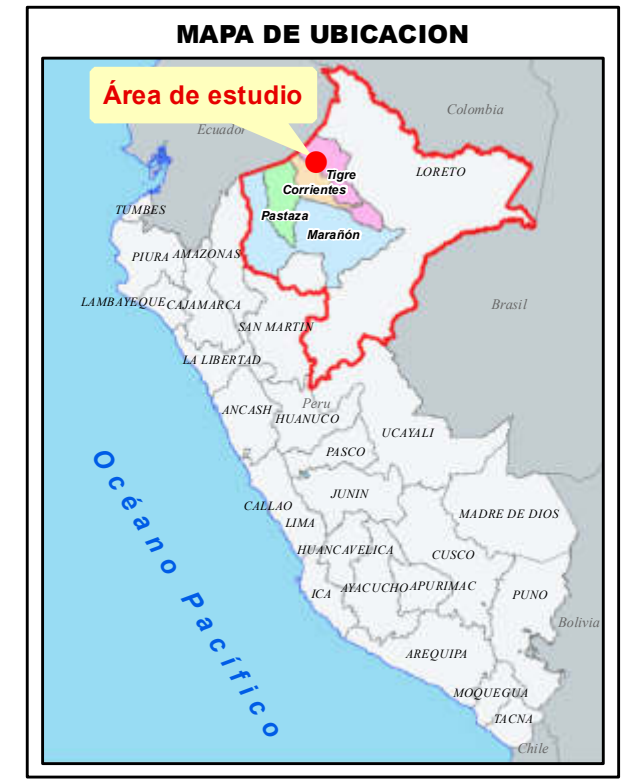 MAPA DE UBICACION
Área de estudio
Colombia
Ecuador
Tigre
LORETO
Corrientes
TUMBES
Pastaza
Marañón
PIURA
AMAZONAS
LAMBAYEQUE
CAJAMARCA
Brasil
SAN MARTIN
LA LIBERTAD
Peru
ANCASH
HUANUCO
UCAYALI
PASCO
Océano Pacífico
JUNIN
CALLAO
MADRE DE DIOS
LIMA
HUANCAVELICA
CUSCO
ICA
AYACUCHO
APURIMAC
PUNO
Bolivia
AREQUIPA
MOQUEGUA
TACNA
Chile